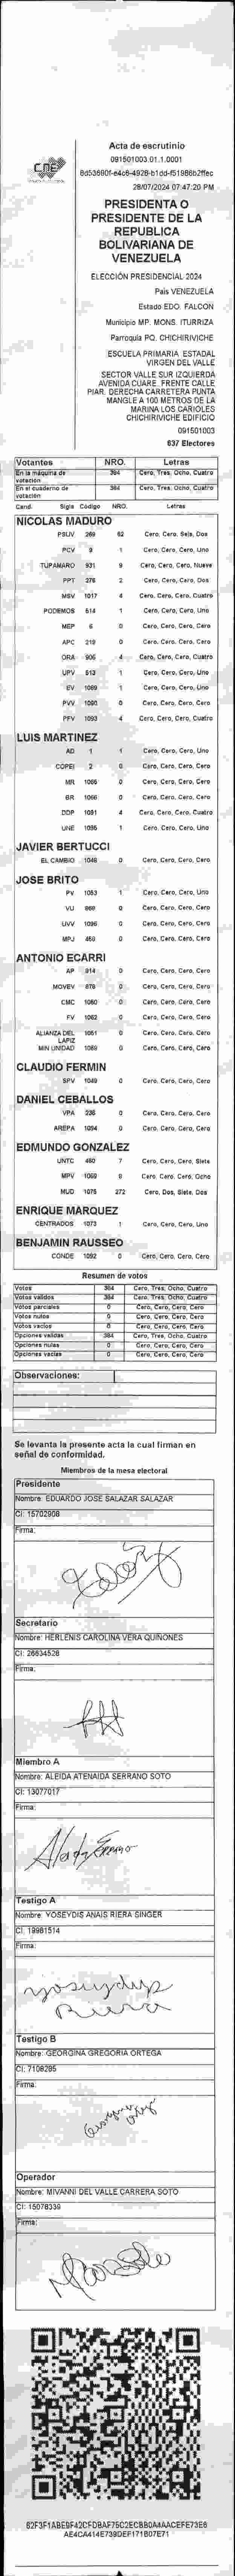 Acta de escrutinio
091501003.01.1.0001
28/07/2024 07:47:20 PM
CNE
PRESIDENTA O
PRESIDENTE DE LA
REPUBLICA
BOLIVARIANA DE
VENEZUELA
ELECCIÓN PRESIDENCIAL 2024
País VENEZUELA
Estado EDO. FALCON
Municipio MP. MONS. ITURRIZA
Parroquia PQ. CHICHIRIVICHE
ESCUELA PRIMARIA ESTADAL
VIRGEN DEL VALLE
SECTOR VALLE SUR IZQUIERDA
AVENIDA CUARE. FRENTE CALLE
PIAR. DERECHA CARRETERA PUNTA
MANGLE A 100 METROS DE LA
MARINA LOS CARIOLES
CHICHIRIVICHE EDIFICIO
091501003
637 Electores
Votantes NRO. Letras
En la máquina de votación 384 Cero, Tres, Ocho, Cuatro
En el cuaderno de votación 384 Cero, Tres, Ocho, Cuatro
Cand. Sigla Código NRO. Letras
NICOLAS MADURO
PSUV 269 62 Cero, Cero, Seis, Dos
PCV 9 1 Cero, Cero, Cero, Uno
TUPAMARO 931 9 Cero, Cero, Cero, Nueve
PPT 276 2 Cero, Cero, Cero, Dos
MSV 1017 4 Cero, Cero, Cero, Cuatro
PODEMOS 514 1 Cero, Cero, Cero, Uno
MEP 6 0 Cero, Cero, Cero, Cero
APC 219 0 Cero, Cero, Cero, Cero
ORA 906 4 Cero, Cero, Cero, Cuatro
UPV 513 1 Cero, Cero, Cero, Uno
EV 1089 1 Cero, Cero, Cero, Uno
PVV 1090 0 Cero, Cero, Cero, Cero
PFV 1093 4 Cero, Cero, Cero, Cuatro
LUIS MARTINEZ
AD 1 1 Cero, Cero, Cero, Uno
COPEI 2 0 Cero, Cero, Cero, Cero
MR 1086 0 Cero, Cero, Cero, Cero
BR 1066 0 Cero, Cero, Cero, Cero
DDP 1091 4 Cero, Cero, Cero, Cuatro
UNE 1095 1 Cero, Cero, Cero, Uno
JAVIER BERTUCCI
EL CAMBIO 1048 0 Cero, Cero, Cero, Cero
JOSE BRITO
PV 1053 1 Cero, Cero, Cero, Uno
VU 969 0 Cero, Cero, Cero, Cero
UVV 1096 0 Cero, Cero, Cero, Cero
MPJ 458 0 Cero, Cero, Cero, Cero
ANTONIO ECARRI
AP 914 0 Cero, Cero, Cero, Cero
MOVEV 878 0 Cero, Cero, Cero, Cero
CMC 1080 0 Cero, Cero, Cero, Cero
FV 1062 0 Cero, Cero, Cero, Cero
ALIANZA DEL LAPIZ 1051 0 Cero, Cero, Cero, Cero
MIN UNIDAD 1069 0 Cero, Cero, Cero, Cero
CLAUDIO FERMIN
SPV 1049 0 Cero, Cero, Cero, Cero
DANIEL CEBALLOS
VPA 236 0 Cero, Cero, Cero, Cero
AREPA 1094 0 Cero, Cero, Cero, Cero
EDMUNDO GONZALEZ
UNTC 460 7 Cero, Cero, Cero, Siete
MPV 1069 8 Cero, Cero, Cero, Ocho
MUD 1075 272 Cero, Dos, Siete, Dos
ENRIQUE MARQUEZ
CENTRADOS 1073 1 Cero, Cero, Cero, Uno
BENJAMIN RAUSSEO
CONDE 1092 0 Cero, Cero, Cero, Cero
Resumen de votos
Votos 384 Cero, Tres, Ocho, Cuatro
Votos validos 384 Cero, Tres, Ocho, Cuatro
Votos parciales 0 Cero, Cero, Cero, Cero
Votos nulos 0 Cero, Cero, Cero, Cero
Votos vacíos 0 Cero, Cero, Cero, Cero
Opciones validas 384 Cero, Tres, Ocho, Cuatro
Opciones nulas 0 Cero, Cero, Cero, Cero
Opciones vacías 0 Cero, Cero, Cero, Cero
Observaciones:
Se levanta la presente acta la cual firman en
señal de conformidad.
Miembros de la mesa electoral
Presidente
Nombre: EDUARDO JOSE SALAZAR SALAZAR
CI: 15702908
Firma:
Secretario
Nombre: HERLENIS CAROLINA VERA QUIÑONES
CI: 26634528
Firma:
Miembro A
Nombre: ALEIDA ATENAIDA SERRANO SOTO
CI: 13077017
Firma:
Testigo A
Nombre: YOSEYDIS ANAIS RIERA SINGER
CI: 19981514
Firma:
Testigo B
Nombre: GEORGINA GREGORIA ORTEGA
CI: 7108295
Firma:
Operador
Nombre: MIVANNI DEL VALLE CARRERA SOTO
CI: 15078339
Firma: